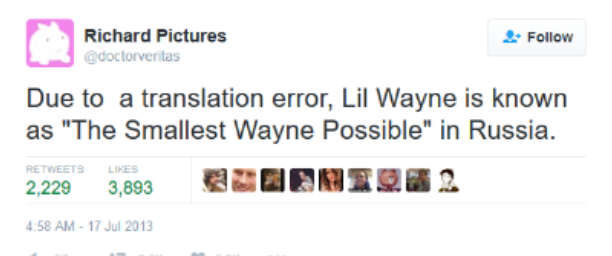 Richard Pictures
@doctorveritas
Follow
Due to a translation error, Lil Wayne is known
as "The Smallest Wayne Possible" in Russia.
RETWEETS LIKES
2,229 3,893
4:58 AM - 17 Jul 2013